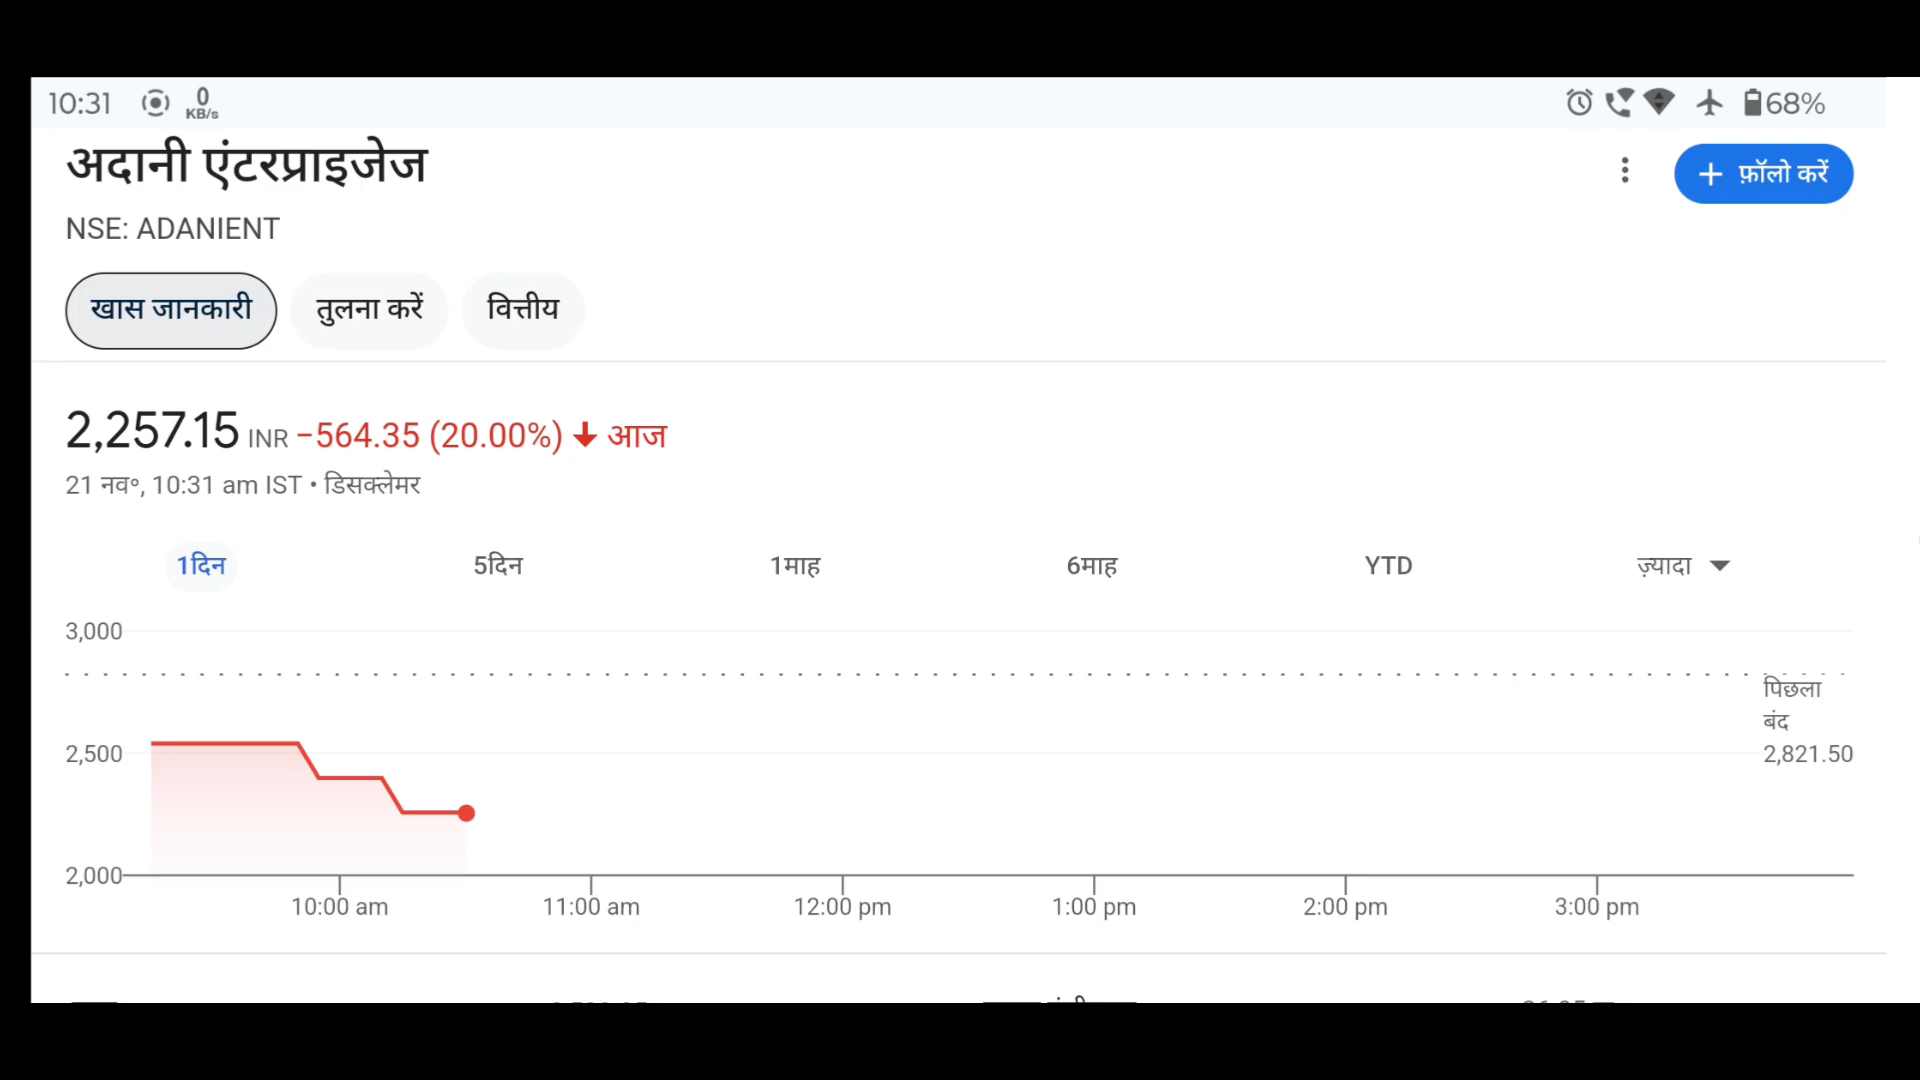 10:31 0 KB/s 68%
अदानी एंटरप्राइजेज
+ फ़ॉलो करें
NSE: ADANIENT
खास जानकारी तुलना करें वित्तीय
2,257.15 INR −564.35 (20.00%) ↓ आज
21 नव॰, 10:31 am IST • डिसक्लेमर
1दिन 5दिन 1माह 6माह YTD ज़्यादा
3,000
पिछला
बंद
2,500 2,821.50
2,000
10:00 am 11:00 am 12:00 pm 1:00 pm 2:00 pm 3:00 pm